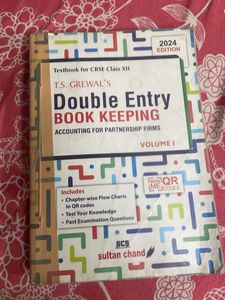 2024
EDITION
Textbook for CBSE Class XII
T.S. GREWAL'S
Double Entry
BOOK KEEPING
ACCOUNTING FOR PARTNERSHIP FIRMS
VOLUME I
QR
CODES
Includes
• Chapter-wise Flow Charts
in QR codes
• Test Your Knowledge
• Past Examination Questions
SCS
sultan chand